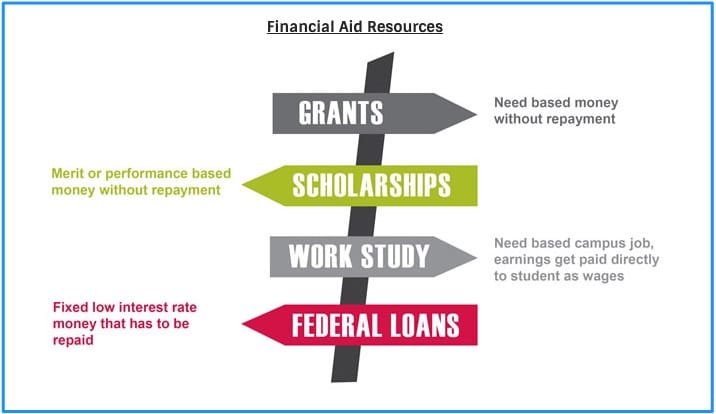 Financial Aid Resources
GRANTS
Need based money
without repayment
Merit or performance based
money without repayment
SCHOLARSHIPS
WORK STUDY
Need based campus job,
earnings get paid directly
to student as wages
Fixed low interest rate
money that has to be
repaid
FEDERAL LOANS